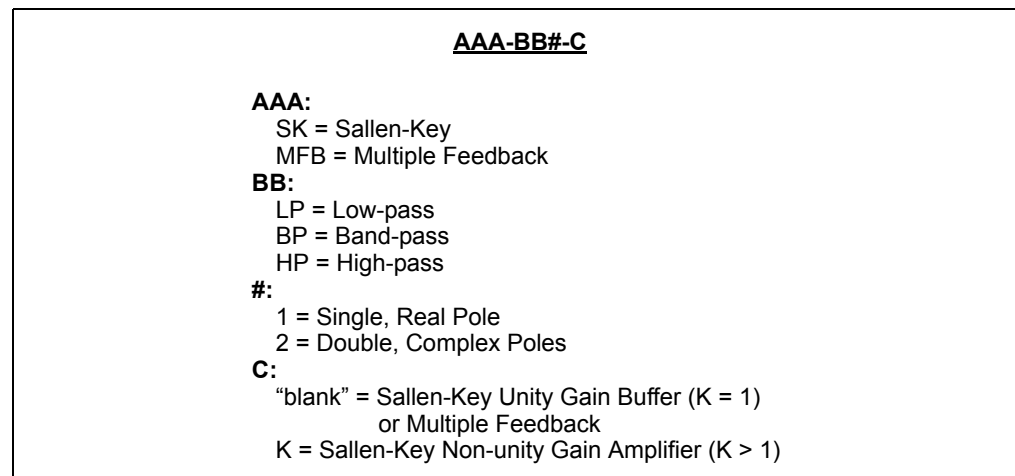 AAA-BB#-C
AAA:
SK = Sallen-Key
MFB = Multiple Feedback
BB:
LP = Low-pass
BP = Band-pass
HP = High-pass
#:
1 = Single, Real Pole
2 = Double, Complex Poles
C:
“blank” = Sallen-Key Unity Gain Buffer (K = 1)
or Multiple Feedback
K = Sallen-Key Non-unity Gain Amplifier (K > 1)